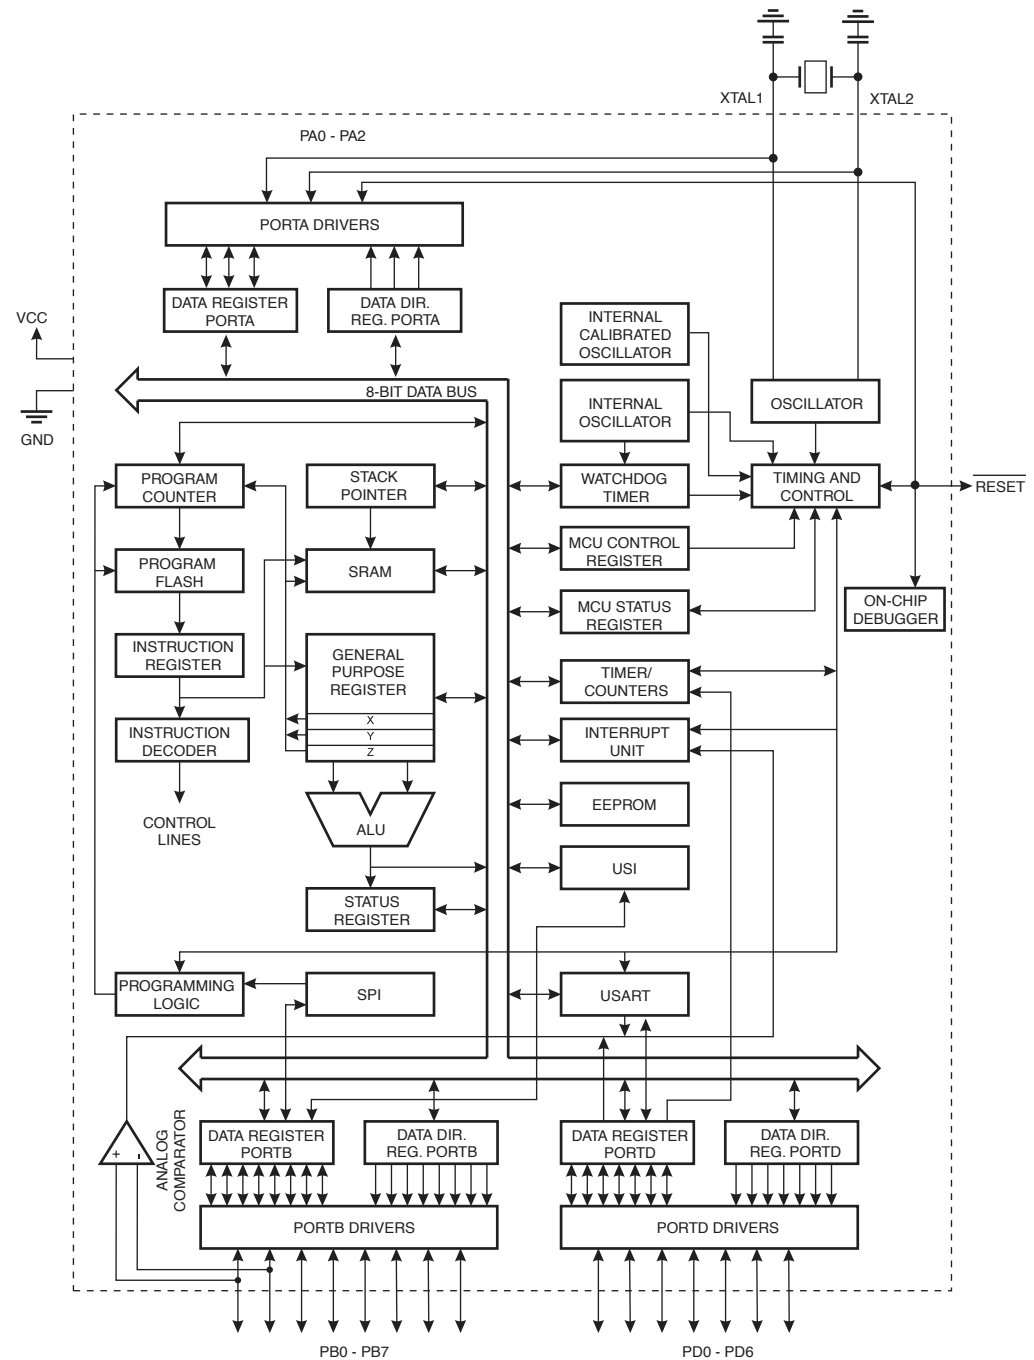 XTAL1
XTAL2
PA0 - PA2
PORTA DRIVERS
DATA REGISTER
PORTA
DATA DIR.
REG. PORTA
VCC
GND
8-BIT DATA BUS
INTERNAL
CALIBRATED
OSCILLATOR
INTERNAL
OSCILLATOR
OSCILLATOR
PROGRAM
COUNTER
STACK
POINTER
WATCHDOG
TIMER
TIMING AND
CONTROL
RESET
PROGRAM
FLASH
SRAM
MCU CONTROL
REGISTER
MCU STATUS
REGISTER
ON-CHIP
DEBUGGER
INSTRUCTION
REGISTER
GENERAL
PURPOSE
REGISTER
X
Y
Z
TIMER/
COUNTERS
INSTRUCTION
DECODER
INTERRUPT
UNIT
CONTROL
LINES
ALU
EEPROM
USI
STATUS
REGISTER
PROGRAMMING
LOGIC
SPI
USART
+
-
ANALOG
COMPARATOR
DATA REGISTER
PORTB
DATA DIR.
REG. PORTB
DATA REGISTER
PORTD
DATA DIR.
REG. PORTD
PORTB DRIVERS
PORTD DRIVERS
PB0 - PB7
PD0 - PD6